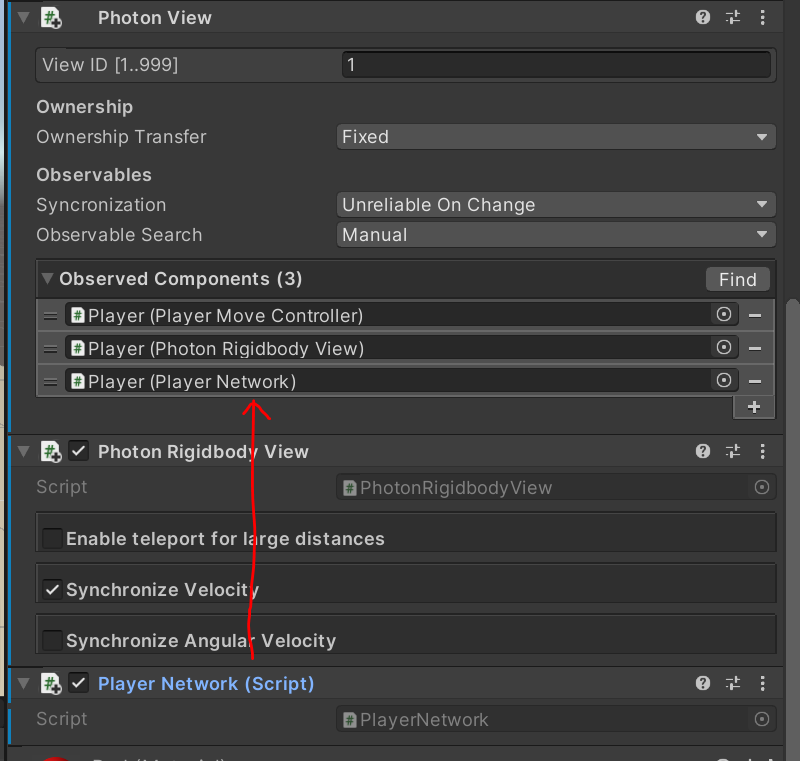 Photon View
View ID [1..999] 1
Ownership
Ownership Transfer Fixed
Observables
Syncronization Unreliable On Change
Observable Search Manual
Observed Components (3) Find
Player (Player Move Controller)
Player (Photon Rigidbody View)
Player (Player Network)
Photon Rigidbody View
Script PhotonRigidbodyView
Enable teleport for large distances
Synchronize Velocity
Synchronize Angular Velocity
Player Network (Script)
Script PlayerNetwork